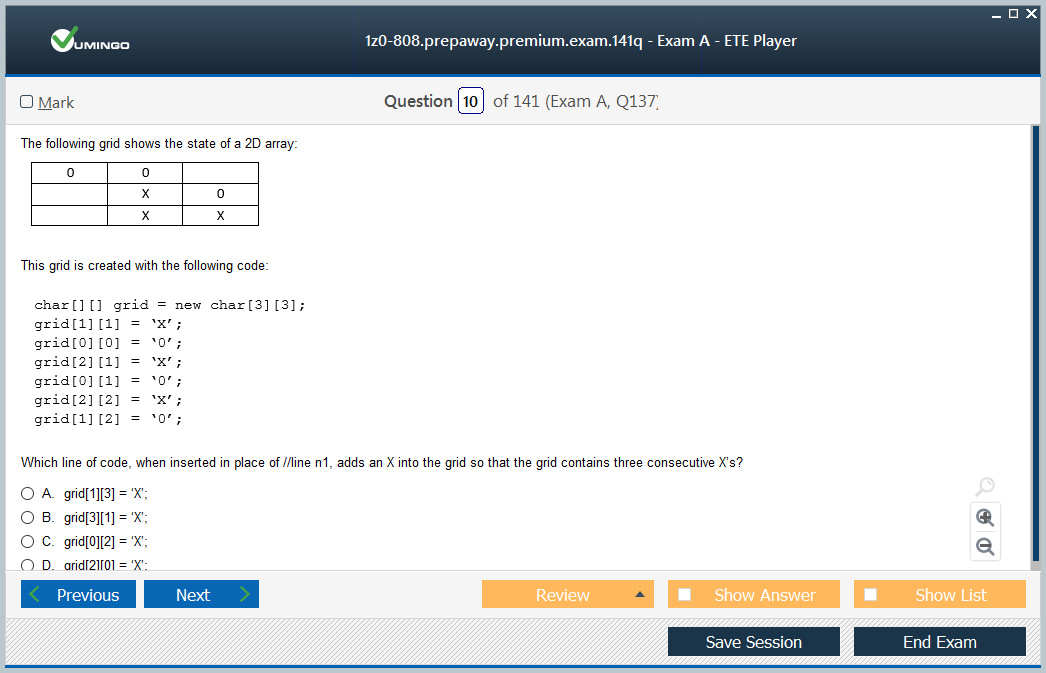 VUMINGO
1z0-808.prepaway.premium.exam.141q - Exam A - ETE Player
Mark
Question 10 of 141 (Exam A, Q137)
The following grid shows the state of a 2D array:
0 0
X 0
X X
This grid is created with the following code:
char[][] grid = new char[3][3];
grid[1][1] = ‘X’;
grid[0][0] = ‘0’;
grid[2][1] = ‘X’;
grid[0][1] = ‘0’;
grid[2][2] = ‘X’;
grid[1][2] = ‘0’;
Which line of code, when inserted in place of //line n1, adds an X into the grid so that the grid contains three consecutive X’s?
A. grid[1][3] = ‘X’;
B. grid[3][1] = ‘X’;
C. grid[0][2] = ‘X’;
D. grid[2][0] = ‘X’;
Previous
Next
Review
Show Answer
Show List
Save Session
End Exam